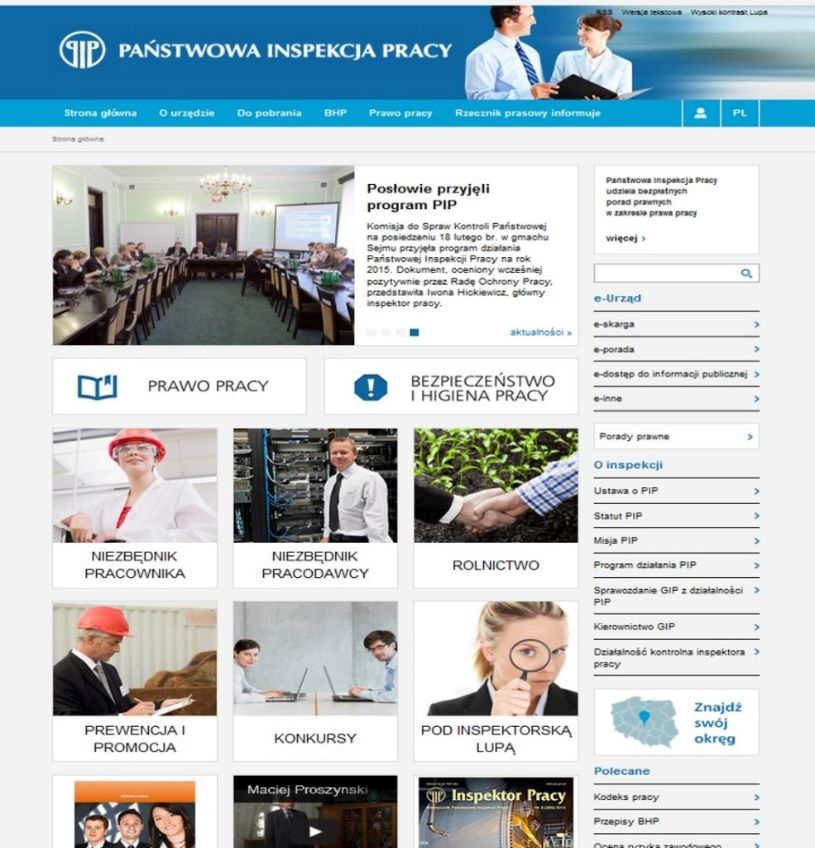 RSS Wersja tekstowa Wysoki kontrast Lupa
PIP PAŃSTWOWA INSPEKCJA PRACY
Strona główna O urzędzie Do pobrania BHP Prawo pracy Rzecznik prasowy informuje PL
Strona główna
Posłowie przyjęli
program PIP
Komisja do Spraw Kontroli Państwowej
na posiedzeniu 18 lutego br. w gmachu
Sejmu przyjęła program działania
Państwowej Inspekcji Pracy na rok
2015. Dokument, oceniony wcześniej
pozytywnie przez Radę Ochrony Pracy,
przedstawiła Iwona Hickiewicz, główny
inspektor pracy.
aktualności »
PRAWO PRACY
BEZPIECZEŃSTWO
I HIGIENA PRACY
NIEZBĘDNIK
PRACOWNIKA
NIEZBĘDNIK
PRACODAWCY
ROLNICTWO
PREWENCJA I
PROMOCJA
KONKURSY
POD INSPEKTORSKĄ
LUPĄ
Maciej Proszynski
Inspektor Pracy
Państwowa Inspekcja Pracy
udziela bezpłatnych
porad prawnych
w zakresie prawa pracy
więcej ›
e-Urząd
e-skarga
e-porada
e-dostęp do informacji publicznej
e-inne
Porady prawne
O inspekcji
Ustawa o PIP
Statut PIP
Misja PIP
Program działania PIP
Sprawozdanie GIP z działalności
PIP
Kierownictwo GIP
Działalność kontrolna inspektora
pracy
Znajdź
swój
okręg
Polecane
Kodeks pracy
Przepisy BHP
Ocena ryzyka zawodowego